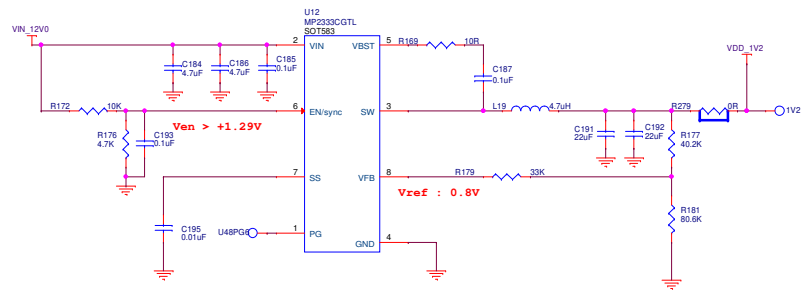 U12
MP2333CGTL
SOT583
VIN_12V0
2
VIN
VBST
5
R169
10R
C184
4.7uF
C186
4.7uF
C185
0.1uF
C187
0.1uF
VDD_1V2
R172
10K
6
EN/sync
SW
3
L19
4.7uH
R279
0R
1V2
Ven > +1.29V
R176
4.7K
C193
0.1uF
C191
22uF
C192
22uF
R177
40.2K
7
SS
VFB
8
R179
33K
Vref : 0.8V
C195
0.01uF
U48PG6
1
PG
GND
4
R181
80.6K